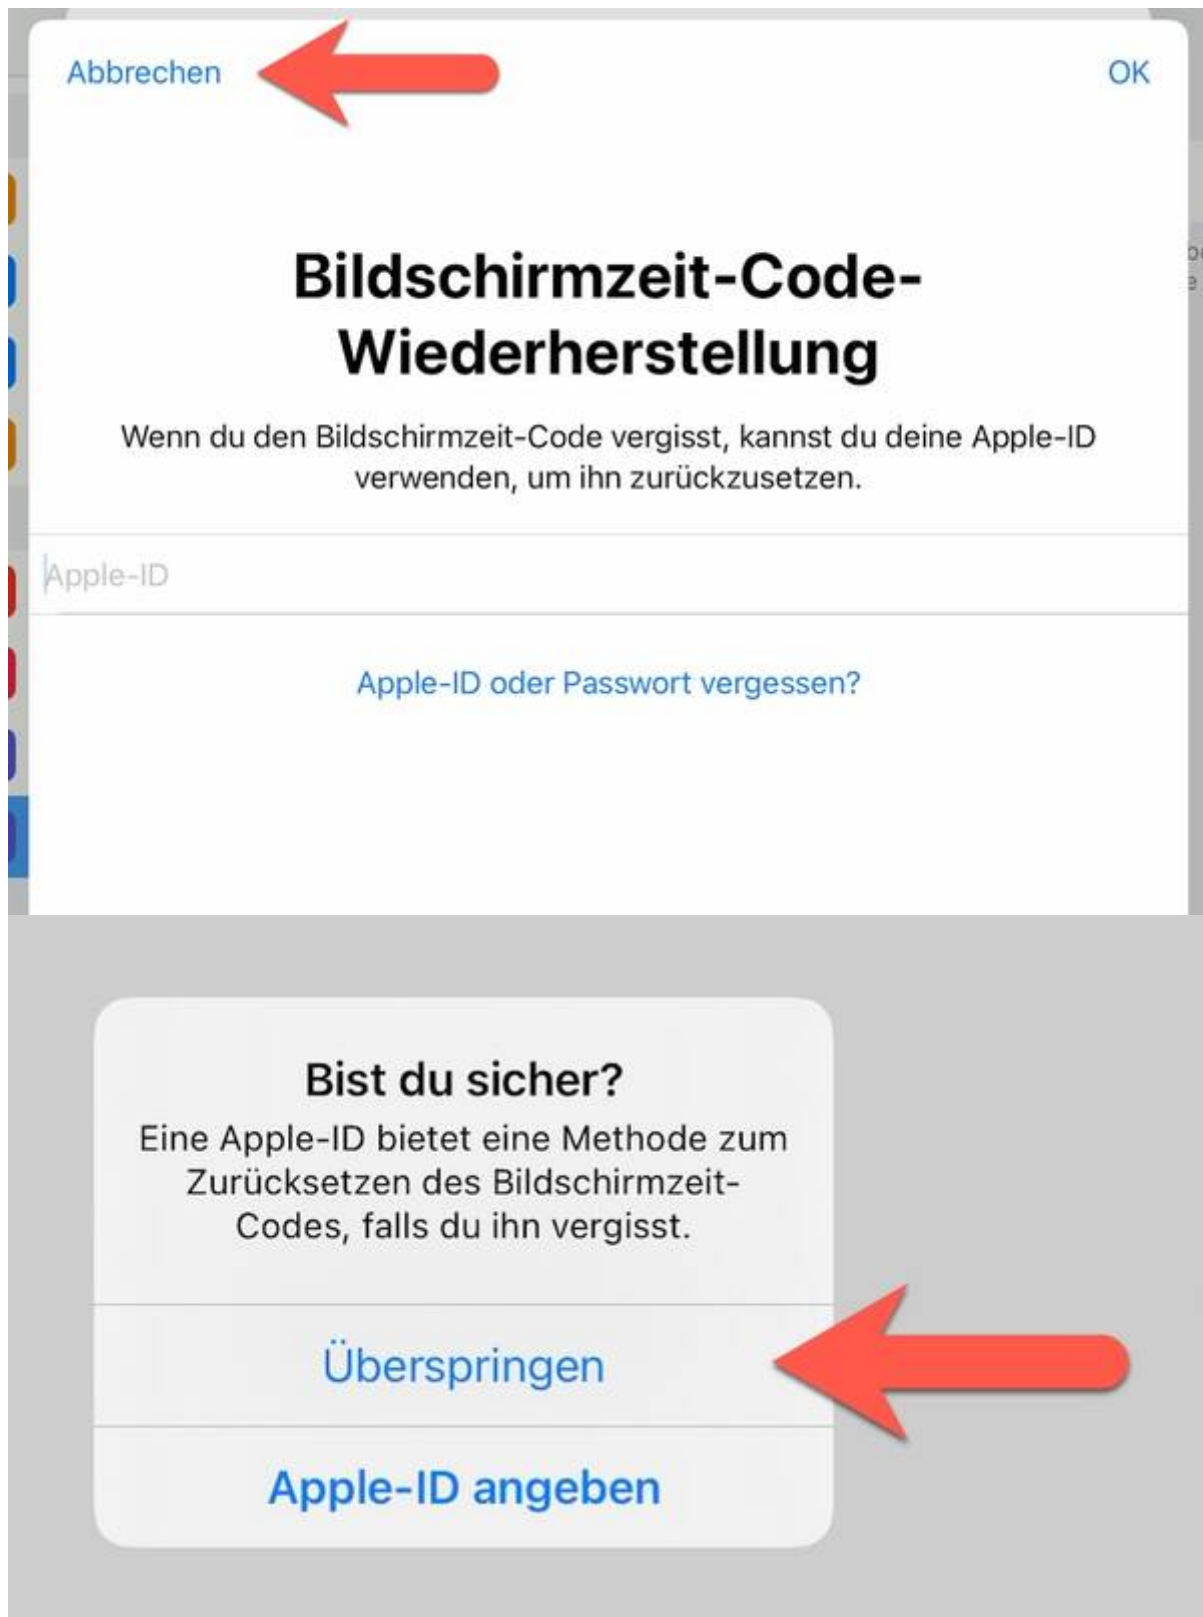 Abbrechen
OK
Bildschirmzeit-Code-
Wiederherstellung
Wenn du den Bildschirmzeit-Code vergisst, kannst du deine Apple-ID
verwenden, um ihn zurückzusetzen.
Apple-ID
Apple-ID oder Passwort vergessen?
Bist du sicher?
Eine Apple-ID bietet eine Methode zum
Zurücksetzen des Bildschirmzeit-
Codes, falls du ihn vergisst.
Überspringen
Apple-ID angeben